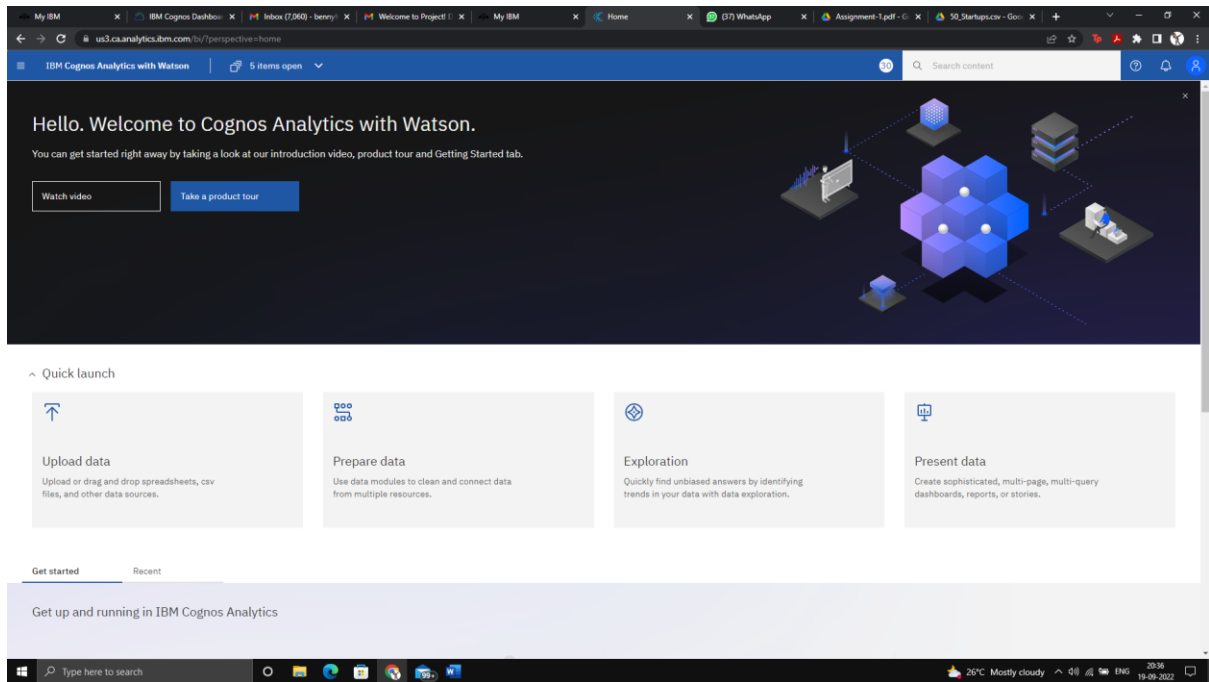 My IBM
IBM Cognos Dashboar
Inbox (7,060) - benny
Welcome to Project!
My IBM
Home
(37) WhatsApp
Assignment-1.pdf - G
50_Startups.csv - Goo
us3.ca.analytics.ibm.com/bi/?perspective=home
IBM Cognos Analytics with Watson
5 items open
30
Search content
Hello. Welcome to Cognos Analytics with Watson.
You can get started right away by taking a look at our introduction video, product tour and Getting Started tab.
Watch video
Take a product tour
Quick launch
Upload data
Upload or drag and drop spreadsheets, csv
files, and other data sources.
Prepare data
Use data modules to clean and connect data
from multiple resources.
Exploration
Quickly find unbiased answers by identifying
trends in your data with data exploration.
Present data
Create sophisticated, multi-page, multi-query
dashboards, reports, or stories.
Get started
Recent
Get up and running in IBM Cognos Analytics
Type here to search
99+
26°C Mostly cloudy
ENG
20:36
19-09-2022